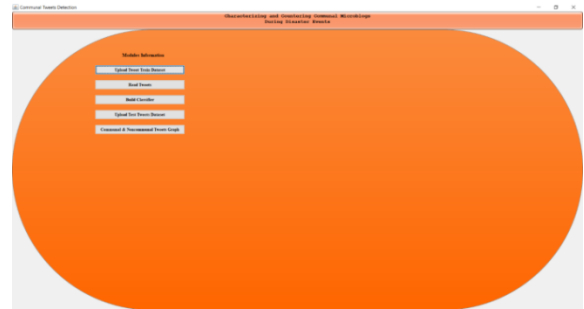 Communal Tweets Detection
Characterizing and Countering Communal Microblogs
During Disaster Events
Modules Information
Upload Tweet Train Dataset
Read Tweets
Build Classifier
Upload Test Tweets Dataset
Communal & Noncommunal Tweet Graph